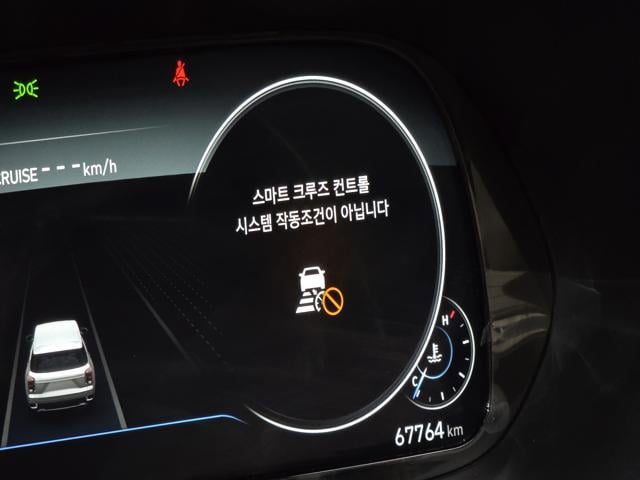 CRUISE --- km/h
스마트 크루즈 컨트롤
시스템 작동조건이 아닙니다
H
C
67764 km